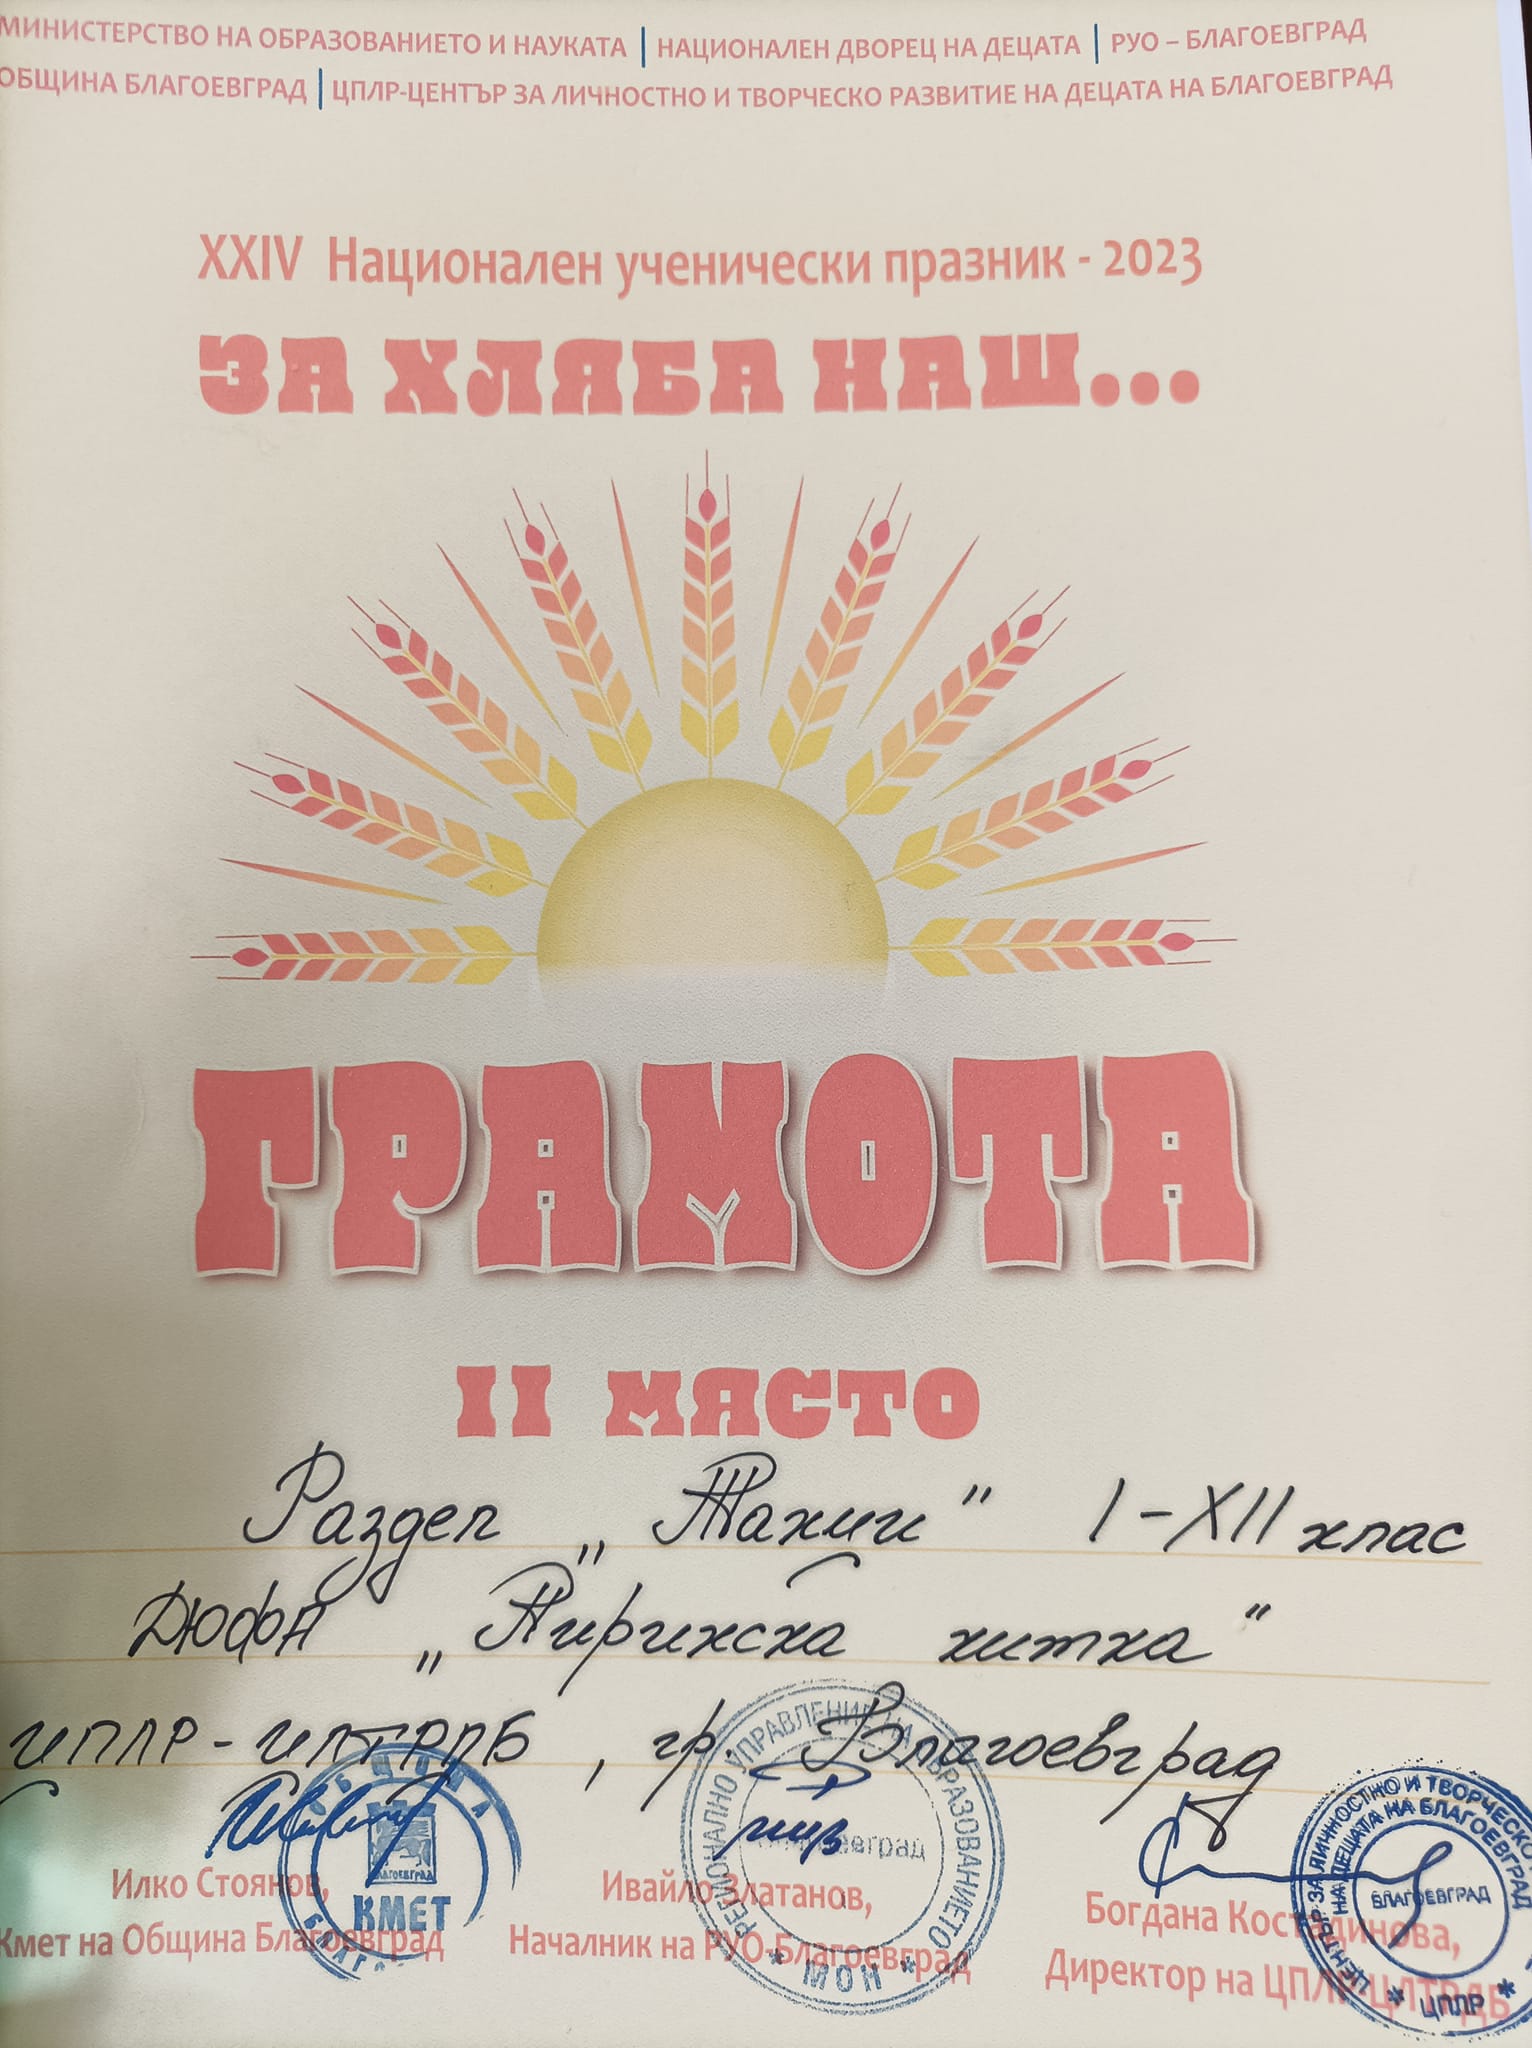 МИНИСТЕРСТВО НА ОБРАЗОВАНИЕТО И НАУКАТА | НАЦИОНАЛЕН ДВОРЕЦ НА ДЕЦАТА | РУО – БЛАГОЕВГРАД
ОБЩИНА БЛАГОЕВГРАД | ЦПЛР-ЦЕНТЪР ЗА ЛИЧНОСТНО И ТВОРЧЕСКО РАЗВИТИЕ НА ДЕЦАТА НА БЛАГОЕВГРАД
XXIV Национален ученически празник - 2023
ЗА ХЛЯБА НАШ...
ГРАМОТА
II МЯСТО
Раздел „Танци“ I-XII клас
ДЮФА „Пиринска китка“
ЦПЛР-ЦЛТРДБ, гр. Благоевград
Илко Стоянов,
Кмет на Община Благоевград
ОБЩИНА
БЛАГОЕВГРАД
КМЕТ
Ивайло Златанов,
Началник на РУО-Благоевград
РЕГИОНАЛНО УПРАВЛЕНИЕ НА ОБРАЗОВАНИЕТО
Благоевград
* МОН *
Богдана Костадинова,
Директор на ЦПЛР-ЦЛТРДБ
ЦЕНТЪР ЗА ЛИЧНОСТНО И ТВОРЧЕСКО
НА ДЕЦАТА НА БЛАГОЕВГРАД
БЛАГОЕВГРАД
* ЦПЛР *